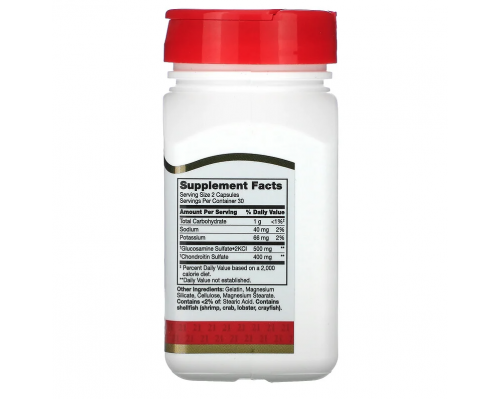 Supplement Facts
Serving Size 2 Capsules
Servings Per Container 30
Amount Per Serving % Daily Value
Total Carbohydrate 1 g <1%‡
Sodium 40 mg 2%
Potassium 66 mg 2%
†Glucosamine Sulfate•2KCl 500 mg **
†Chondroitin Sulfate 400 mg **
‡ Percent Daily Value based on a 2,000
calorie diet.
**Daily Value not established.
Other Ingredients: Gelatin, Magnesium
Silicate, Cellulose, Magnesium Stearate.
Contains <2% of: Stearic Acid. Contains
shellfish (shrimp, crab, lobster, crayfish).